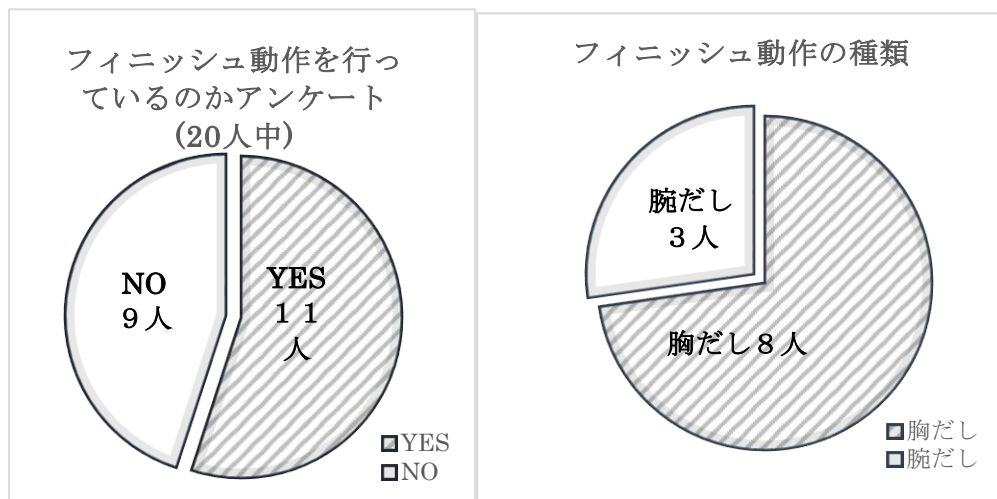 フィニッシュ動作を行っ
ているのかアンケート
(20人中)
NO
９人
YES
１１
人
YES
NO
フィニッシュ動作の種類
腕だし
３人
胸だし８人
胸だし
腕だし